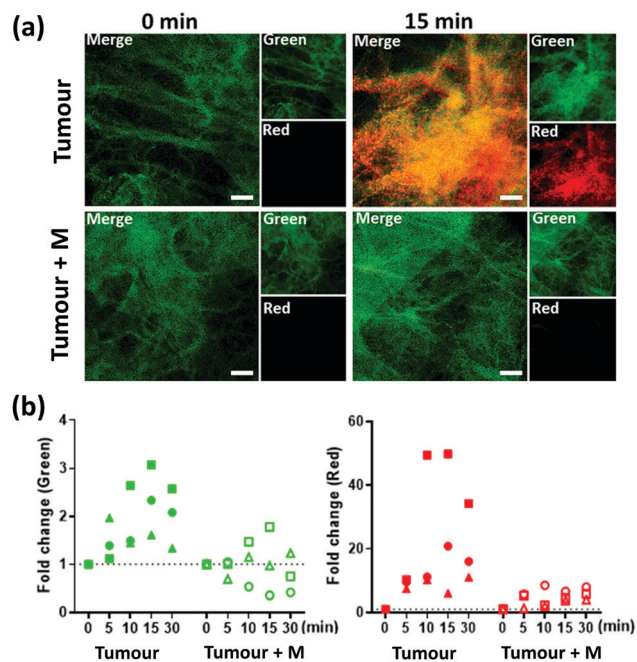 (a)
0 min
15 min
Tumour
Merge
Green
Red
Merge
Green
Red
Tumour + M
Merge
Green
Red
Merge
Green
Red
(b)
Fold change (Green)
4
3
2
1
0
0 5 10 15 30 0 5 10 15 30 (min)
Tumour Tumour + M
Fold change (Red)
60
40
20
0
0 5 10 15 30 0 5 10 15 30 (min)
Tumour Tumour + M